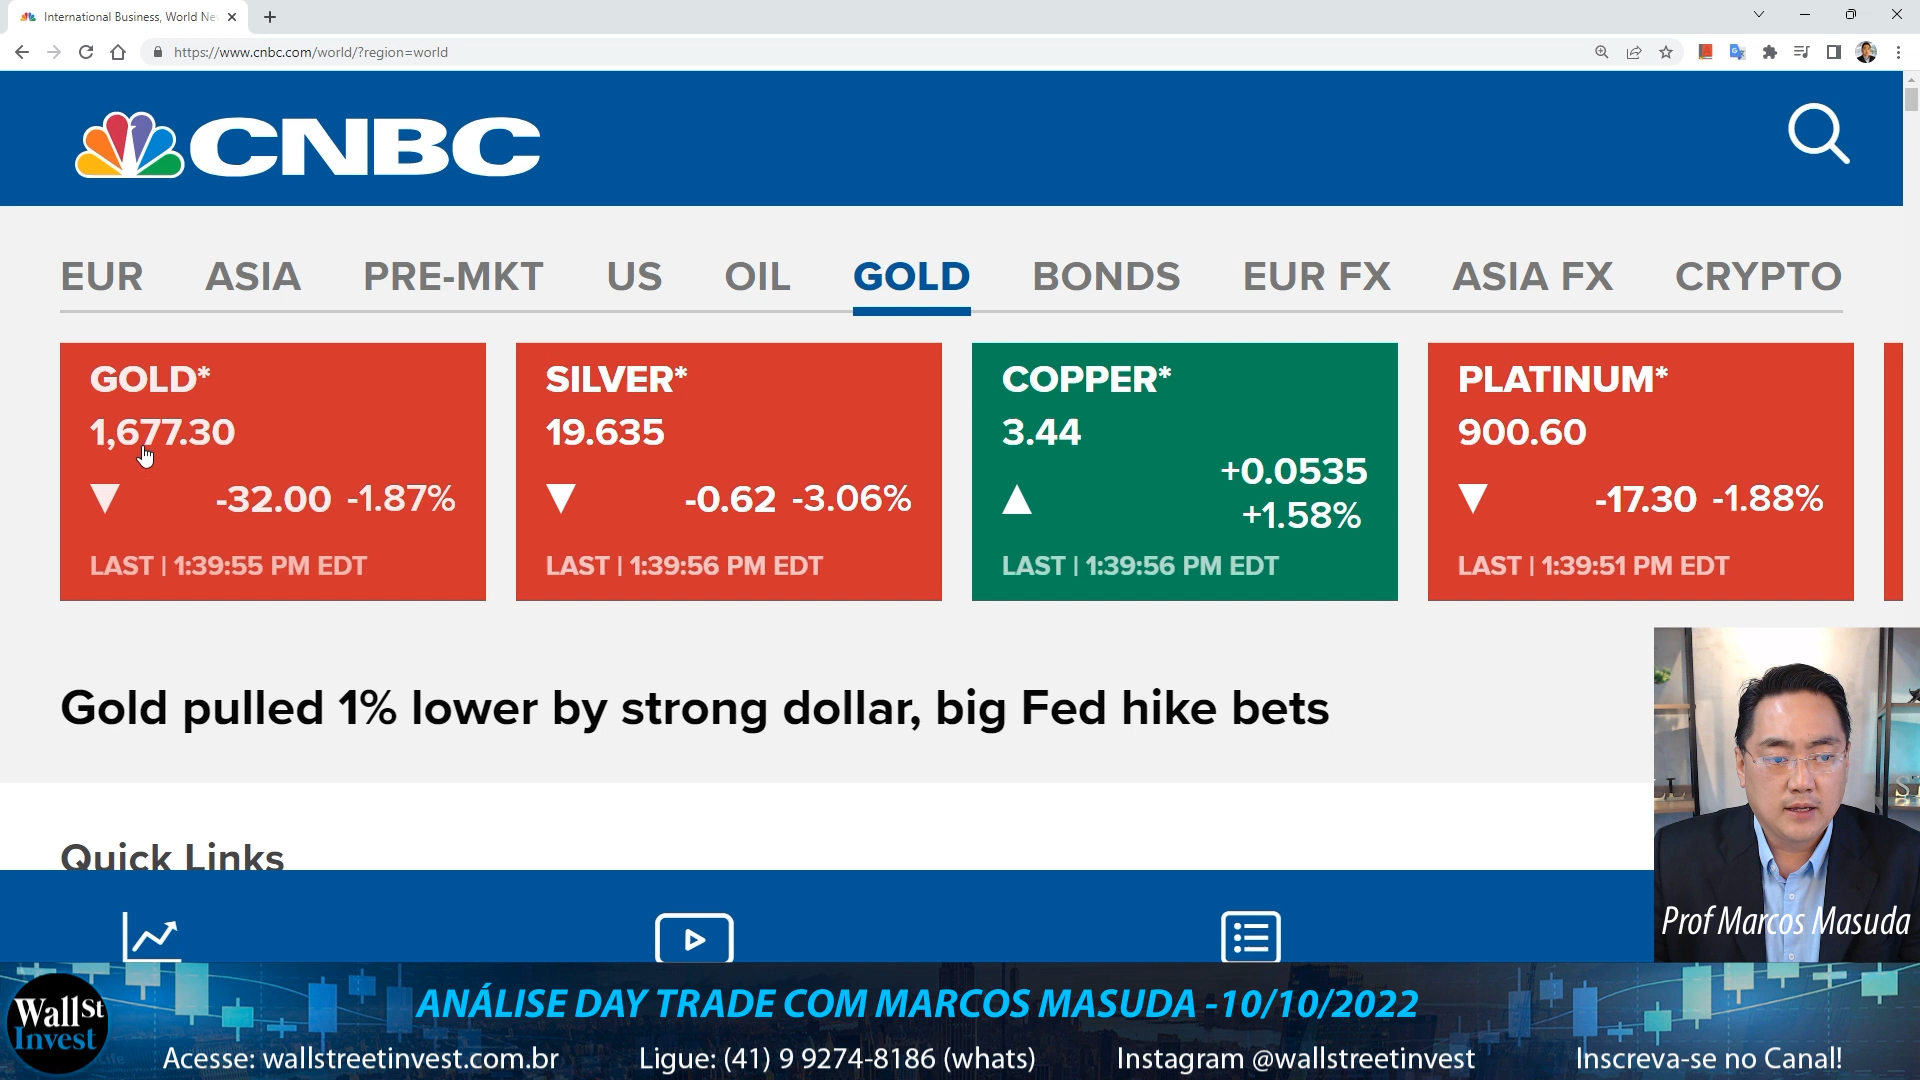 International Business, World Ne
https://www.cnbc.com/world/?region=world
CNBC
EUR ASIA PRE-MKT US OIL GOLD BONDS EUR FX ASIA FX CRYPTO
GOLD* SILVER* COPPER* PLATINUM*
1,677.30 19.635 3.44 900.60
-32.00 -1.87% -0.62 -3.06% +0.0535 -17.30 -1.88%
+1.58%
LAST | 1:39:55 PM EDT LAST | 1:39:56 PM EDT LAST | 1:39:56 PM EDT LAST | 1:39:51 PM EDT
Gold pulled 1% lower by strong dollar, big Fed hike bets
Quick Links
Prof Marcos Masuda
Wall St
Invest
ANÁLISE DAY TRADE COM MARCOS MASUDA -10/10/2022
Acesse: wallstreetinvest.com.br Ligue: (41) 9 9274-8186 (whats) Instagram @wallstreetinvest Inscreva-se no Canal!